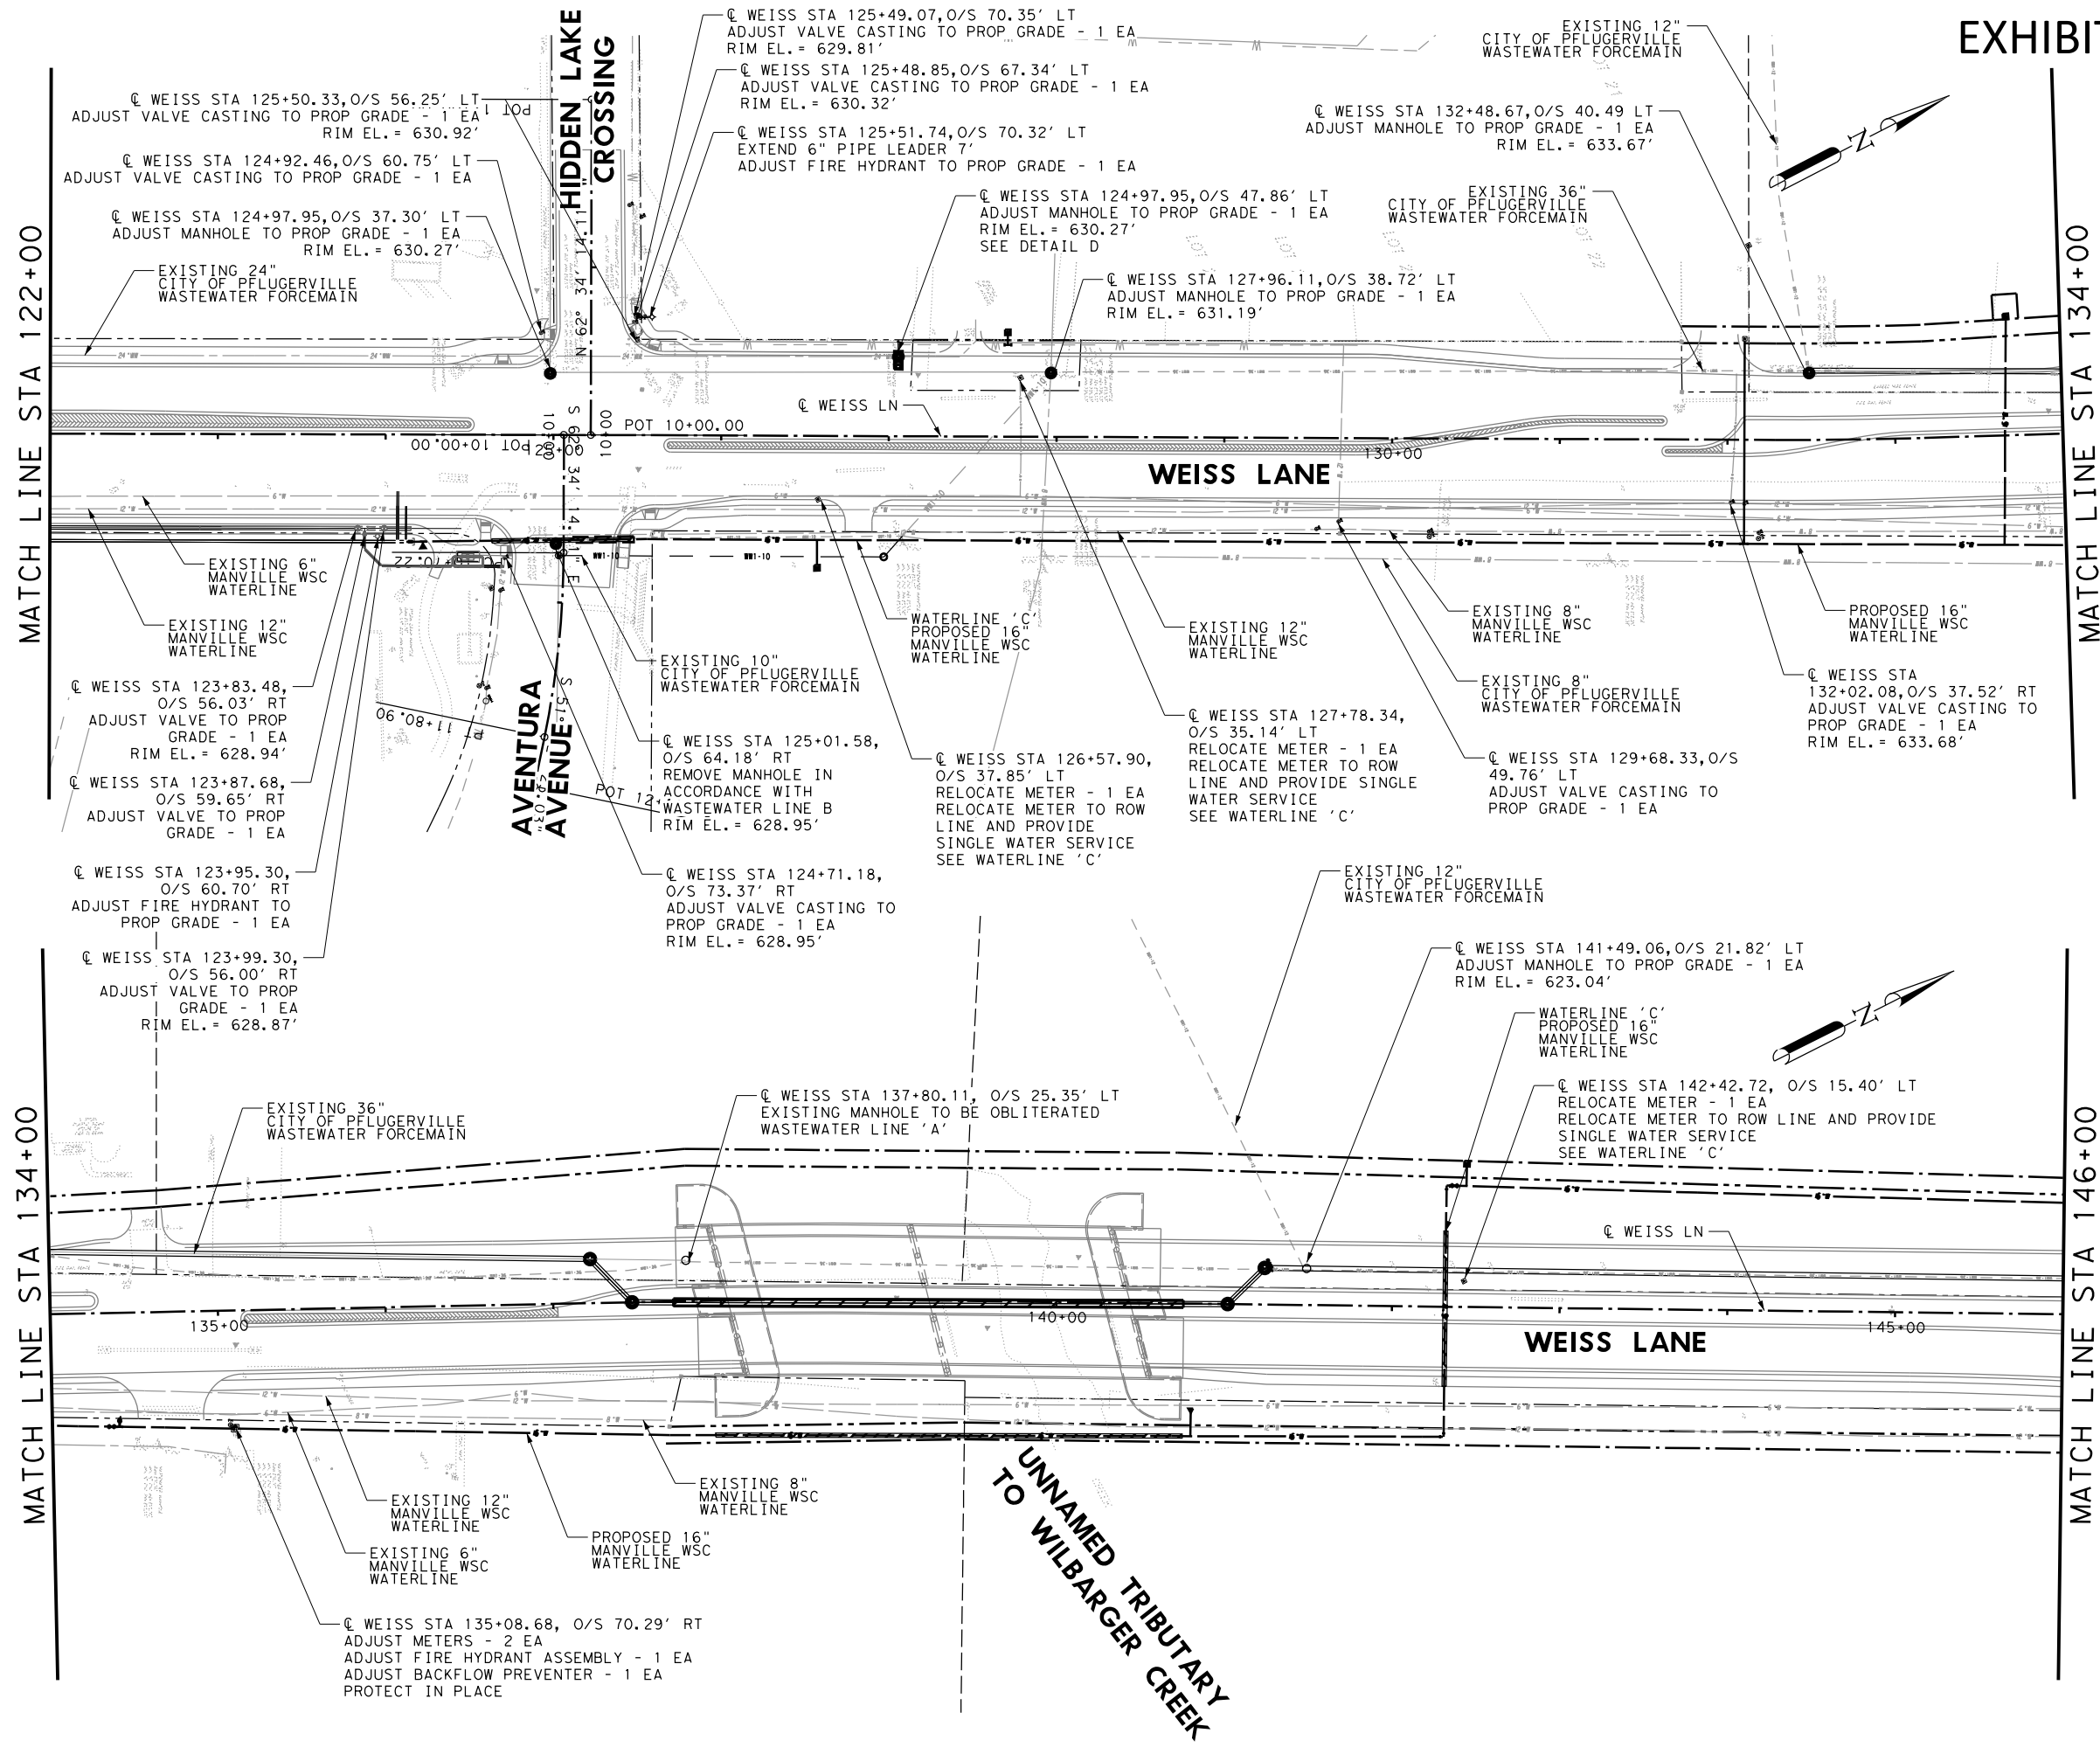 EXHIBIT
MATCH LINE STA 122+00
MATCH LINE STA 134+00
HIDDEN LAKE
CROSSING
℄ WEISS STA 125+49.07,O/S 70.35' LT
ADJUST VALVE CASTING TO PROP GRADE - 1 EA
RIM EL.= 629.81'
℄ WEISS STA 125+48.85,O/S 67.34' LT
ADJUST VALVE CASTING TO PROP GRADE - 1 EA
RIM EL.= 630.32'
℄ WEISS STA 125+51.74,O/S 70.32' LT
EXTEND 6" PIPE LEADER 7'
ADJUST FIRE HYDRANT TO PROP GRADE - 1 EA
℄ WEISS STA 125+50.33,O/S 56.25' LT
ADJUST VALVE CASTING TO PROP GRADE - 1 EA
RIM EL.= 630.92'
℄ WEISS STA 124+92.46,O/S 60.75' LT
ADJUST VALVE CASTING TO PROP GRADE - 1 EA
℄ WEISS STA 124+97.95,O/S 37.30' LT
ADJUST MANHOLE TO PROP GRADE - 1 EA
RIM EL.= 630.27'
EXISTING 24"
CITY OF PFLUGERVILLE
WASTEWATER FORCEMAIN
℄ WEISS STA 124+97.95,O/S 47.86' LT
ADJUST MANHOLE TO PROP GRADE - 1 EA
RIM EL.= 630.27'
SEE DETAIL D
℄ WEISS STA 127+96.11,O/S 38.72' LT
ADJUST MANHOLE TO PROP GRADE - 1 EA
RIM EL.= 631.19'
EXISTING 12"
CITY OF PFLUGERVILLE
WASTEWATER FORCEMAIN
℄ WEISS STA 132+48.67,O/S 40.49 LT
ADJUST MANHOLE TO PROP GRADE - 1 EA
RIM EL.= 633.67'
EXISTING 36"
CITY OF PFLUGERVILLE
WASTEWATER FORCEMAIN
N
N 62° 34' 14.11"
℄ WEISS LN
POT 10+00.00
POT 10+00.00
10+00
10+00
S 62° 34' 14.11" E
130+00
WEISS LANE
EXISTING 6"
MANVILLE WSC
WATERLINE
EXISTING 12"
MANVILLE WSC
WATERLINE
EXISTING 10"
CITY OF PFLUGERVILLE
WASTEWATER FORCEMAIN
WATERLINE 'C'
PROPOSED 16"
MANVILLE WSC
WATERLINE
EXISTING 12"
MANVILLE WSC
WATERLINE
EXISTING 8"
MANVILLE WSC
WATERLINE
EXISTING 8"
CITY OF PFLUGERVILLE
WASTEWATER FORCEMAIN
PROPOSED 16"
MANVILLE WSC
WATERLINE
℄ WEISS STA
132+02.08,O/S 37.52' RT
ADJUST VALVE CASTING TO
PROP GRADE - 1 EA
RIM EL.= 633.68'
℄ WEISS STA 123+83.48,
O/S 56.03' RT
ADJUST VALVE TO PROP
GRADE - 1 EA
RIM EL.= 628.94'
℄ WEISS STA 123+87.68,
O/S 59.65' RT
ADJUST VALVE TO PROP
GRADE - 1 EA
℄ WEISS STA 123+95.30,
O/S 60.70' RT
ADJUST FIRE HYDRANT TO
PROP GRADE - 1 EA
℄ WEISS STA 123+99.30,
O/S 56.00' RT
ADJUST VALVE TO PROP
GRADE - 1 EA
RIM EL.= 628.87'
AVENTURA
AVENUE
11+80.90
℄ WEISS STA 125+01.58,
O/S 64.18' RT
REMOVE MANHOLE IN
ACCORDANCE WITH
WASTEWATER LINE B
RIM EL.= 628.95'
℄ WEISS STA 124+71.18,
O/S 73.37' RT
ADJUST VALVE CASTING TO
PROP GRADE - 1 EA
RIM EL.= 628.95'
℄ WEISS STA 126+57.90,
O/S 37.85' LT
RELOCATE METER - 1 EA
RELOCATE METER TO ROW
LINE AND PROVIDE
SINGLE WATER SERVICE
SEE WATERLINE 'C'
℄ WEISS STA 127+78.34,
O/S 35.14' LT
RELOCATE METER - 1 EA
RELOCATE METER TO ROW
LINE AND PROVIDE SINGLE
WATER SERVICE
SEE WATERLINE 'C'
℄ WEISS STA 129+68.33,O/S
49.76' LT
ADJUST VALVE CASTING TO
PROP GRADE - 1 EA
MATCH LINE STA 134+00
MATCH LINE STA 146+00
EXISTING 12"
CITY OF PFLUGERVILLE
WASTEWATER FORCEMAIN
℄ WEISS STA 141+49.06,O/S 21.82' LT
ADJUST MANHOLE TO PROP GRADE - 1 EA
RIM EL.= 623.04'
WATERLINE 'C'
PROPOSED 16"
MANVILLE WSC
WATERLINE
N
℄ WEISS STA 142+42.72, O/S 15.40' LT
RELOCATE METER - 1 EA
RELOCATE METER TO ROW LINE AND PROVIDE
SINGLE WATER SERVICE
SEE WATERLINE 'C'
EXISTING 36"
CITY OF PFLUGERVILLE
WASTEWATER FORCEMAIN
℄ WEISS STA 137+80.11, O/S 25.35' LT
EXISTING MANHOLE TO BE OBLITERATED
WASTEWATER LINE 'A'
℄ WEISS LN
135+00
140+00
145+00
WEISS LANE
EXISTING 12"
MANVILLE WSC
WATERLINE
EXISTING 6"
MANVILLE WSC
WATERLINE
PROPOSED 16"
MANVILLE WSC
WATERLINE
EXISTING 8"
MANVILLE WSC
WATERLINE
℄ WEISS STA 135+08.68, O/S 70.29' RT
ADJUST METERS - 2 EA
ADJUST FIRE HYDRANT ASSEMBLY - 1 EA
ADJUST BACKFLOW PREVENTER - 1 EA
PROTECT IN PLACE
UNNAMED TRIBUTARY
TO WILBARGER CREEK